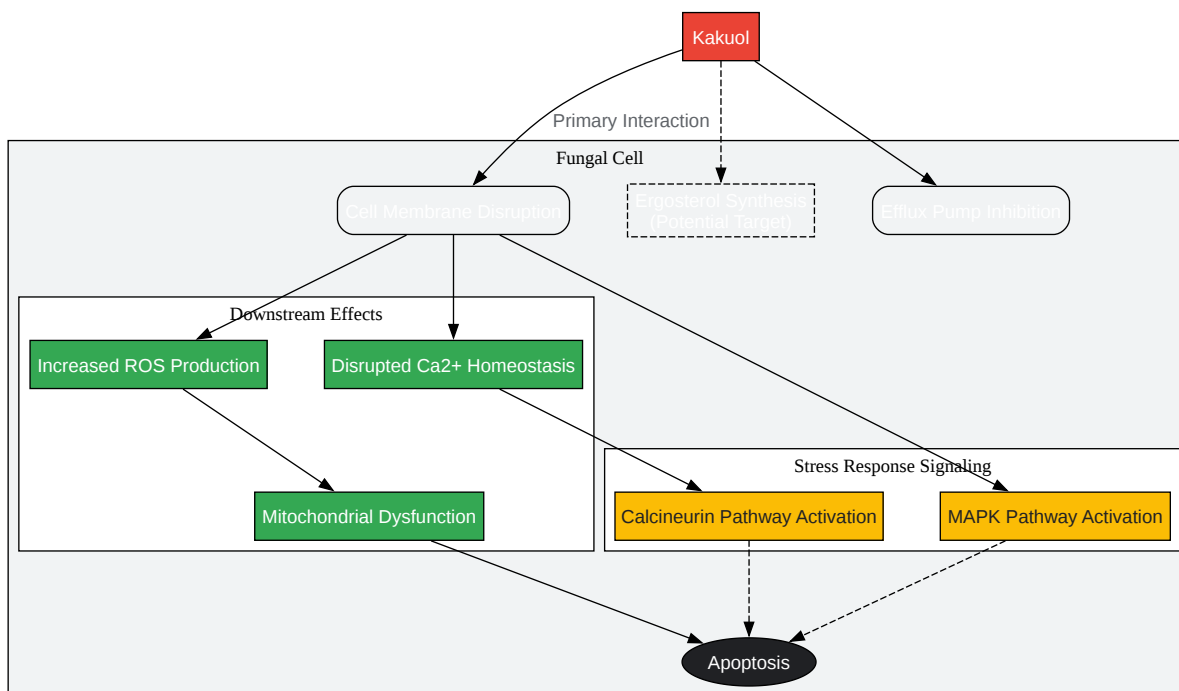 Kakuol
Primary Interaction
Fungal Cell
Cell Membrane Disruption
Ergosterol Synthesis
(Potential Target)
Efflux Pump Inhibition
Downstream Effects
Increased ROS Production
Disrupted Ca2+ Homeostasis
Stress Response Signaling
Mitochondrial Dysfunction
Calcineurin Pathway Activation
MAPK Pathway Activation
Apoptosis